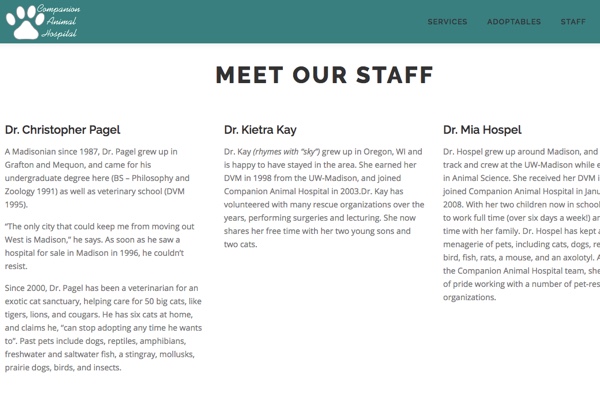 Companion
Animal
Hospital
SERVICES ADOPTABLES STAFF
MEET OUR STAFF
Dr. Christopher Pagel
A Madisonian since 1987, Dr. Pagel grew up in
Grafton and Mequon, and came for his
undergraduate degree here (BS – Philosophy and
Zoology 1991) as well as veterinary school (DVM
1995).
“The only city that could keep me from moving out
West is Madison,” he says. As soon as he saw a
hospital for sale in Madison in 1996, he couldn’t
resist.
Since 2000, Dr. Pagel has been a veterinarian for an
exotic cat sanctuary, helping care for 50 big cats, like
tigers, lions, and cougars. He has six cats at home,
and claims he, “can stop adopting any time he wants
to”. Past pets include dogs, reptiles, amphibians,
freshwater and saltwater fish, a stingray, mollusks,
prairie dogs, birds, and insects.
Dr. Kietra Kay
Dr. Kay (rhymes with “sky”) grew up in Oregon, WI and
is happy to have stayed in the area. She earned her
DVM in 1998 from the UW-Madison, and joined
Companion Animal Hospital in 2003.Dr. Kay has
volunteered with many rescue organizations over the
years, performing surgeries and lecturing. She now
shares her free time with her two young sons and
two cats.
Dr. Mia Hospel
Dr. Hospel grew up around Madison, and
track and crew at the UW-Madison while e
in Animal Science. She received her DVM i
joined Companion Animal Hospital in Janu
2008. With her two children now in school
to work full time (over six days a week!) a
time with her family. Dr. Hospel has kept a
menagerie of pets, including cats, dogs, re
bird, fish, rats, a mouse, and an axolotyl. A
the Companion Animal Hospital team, she
of pride working with a number of pet-res
organizations.